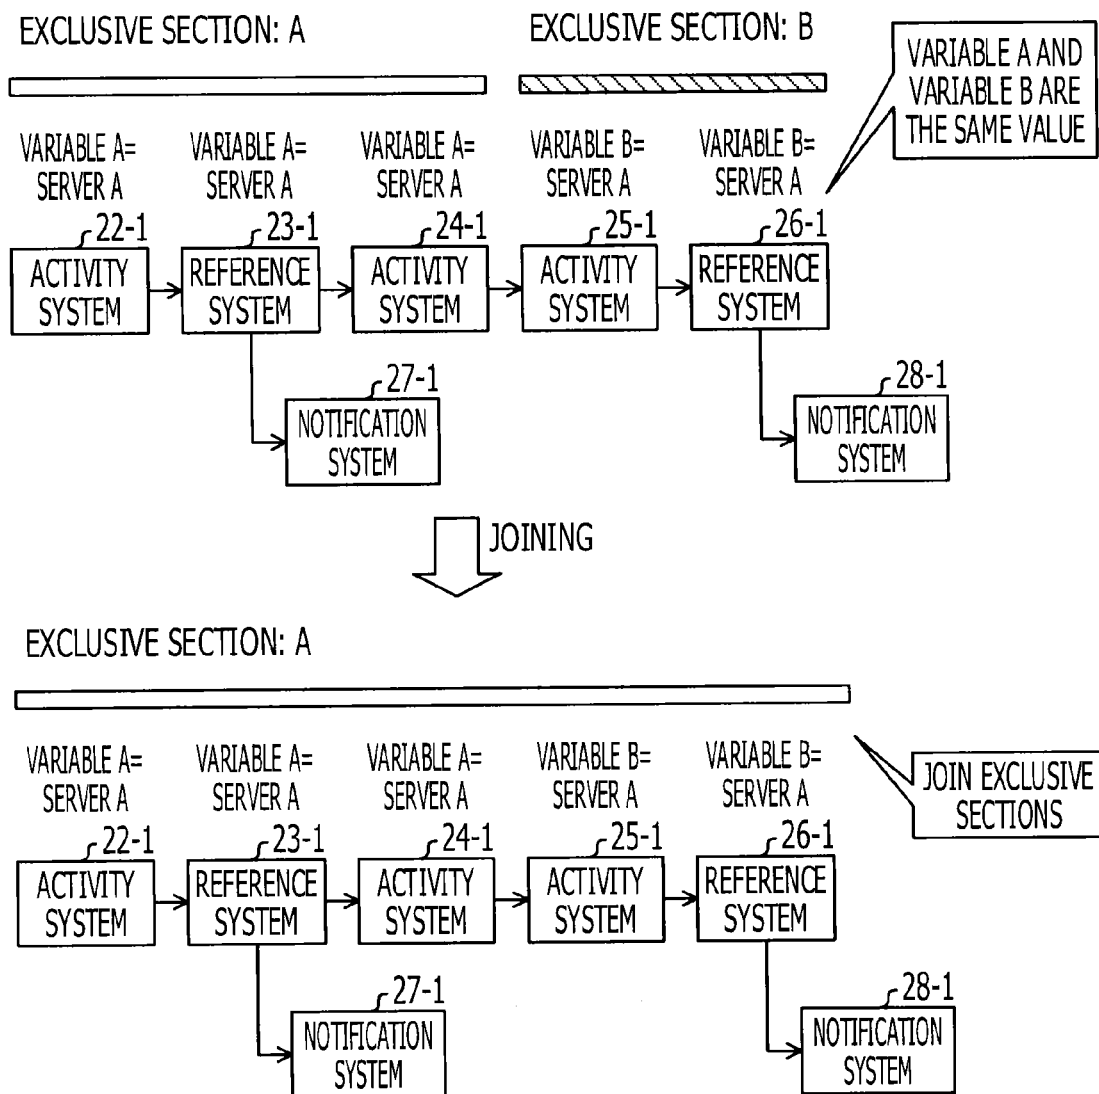 EXCLUSIVE SECTION: A
EXCLUSIVE SECTION: B
VARIABLE A AND
VARIABLE B ARE
THE SAME VALUE
VARIABLE A=
SERVER A
VARIABLE A=
SERVER A
VARIABLE A=
SERVER A
VARIABLE B=
SERVER A
VARIABLE B=
SERVER A
22-1
23-1
24-1
25-1
26-1
ACTIVITY
SYSTEM
REFERENCE
SYSTEM
ACTIVITY
SYSTEM
ACTIVITY
SYSTEM
REFERENCE
SYSTEM
27-1
NOTIFICATION
SYSTEM
28-1
NOTIFICATION
SYSTEM
JOINING
EXCLUSIVE SECTION: A
VARIABLE A=
SERVER A
VARIABLE A=
SERVER A
VARIABLE A=
SERVER A
VARIABLE B=
SERVER A
VARIABLE B=
SERVER A
JOIN EXCLUSIVE
SECTIONS
22-1
23-1
24-1
25-1
26-1
ACTIVITY
SYSTEM
REFERENCE
SYSTEM
ACTIVITY
SYSTEM
ACTIVITY
SYSTEM
REFERENCE
SYSTEM
27-1
NOTIFICATION
SYSTEM
28-1
NOTIFICATION
SYSTEM